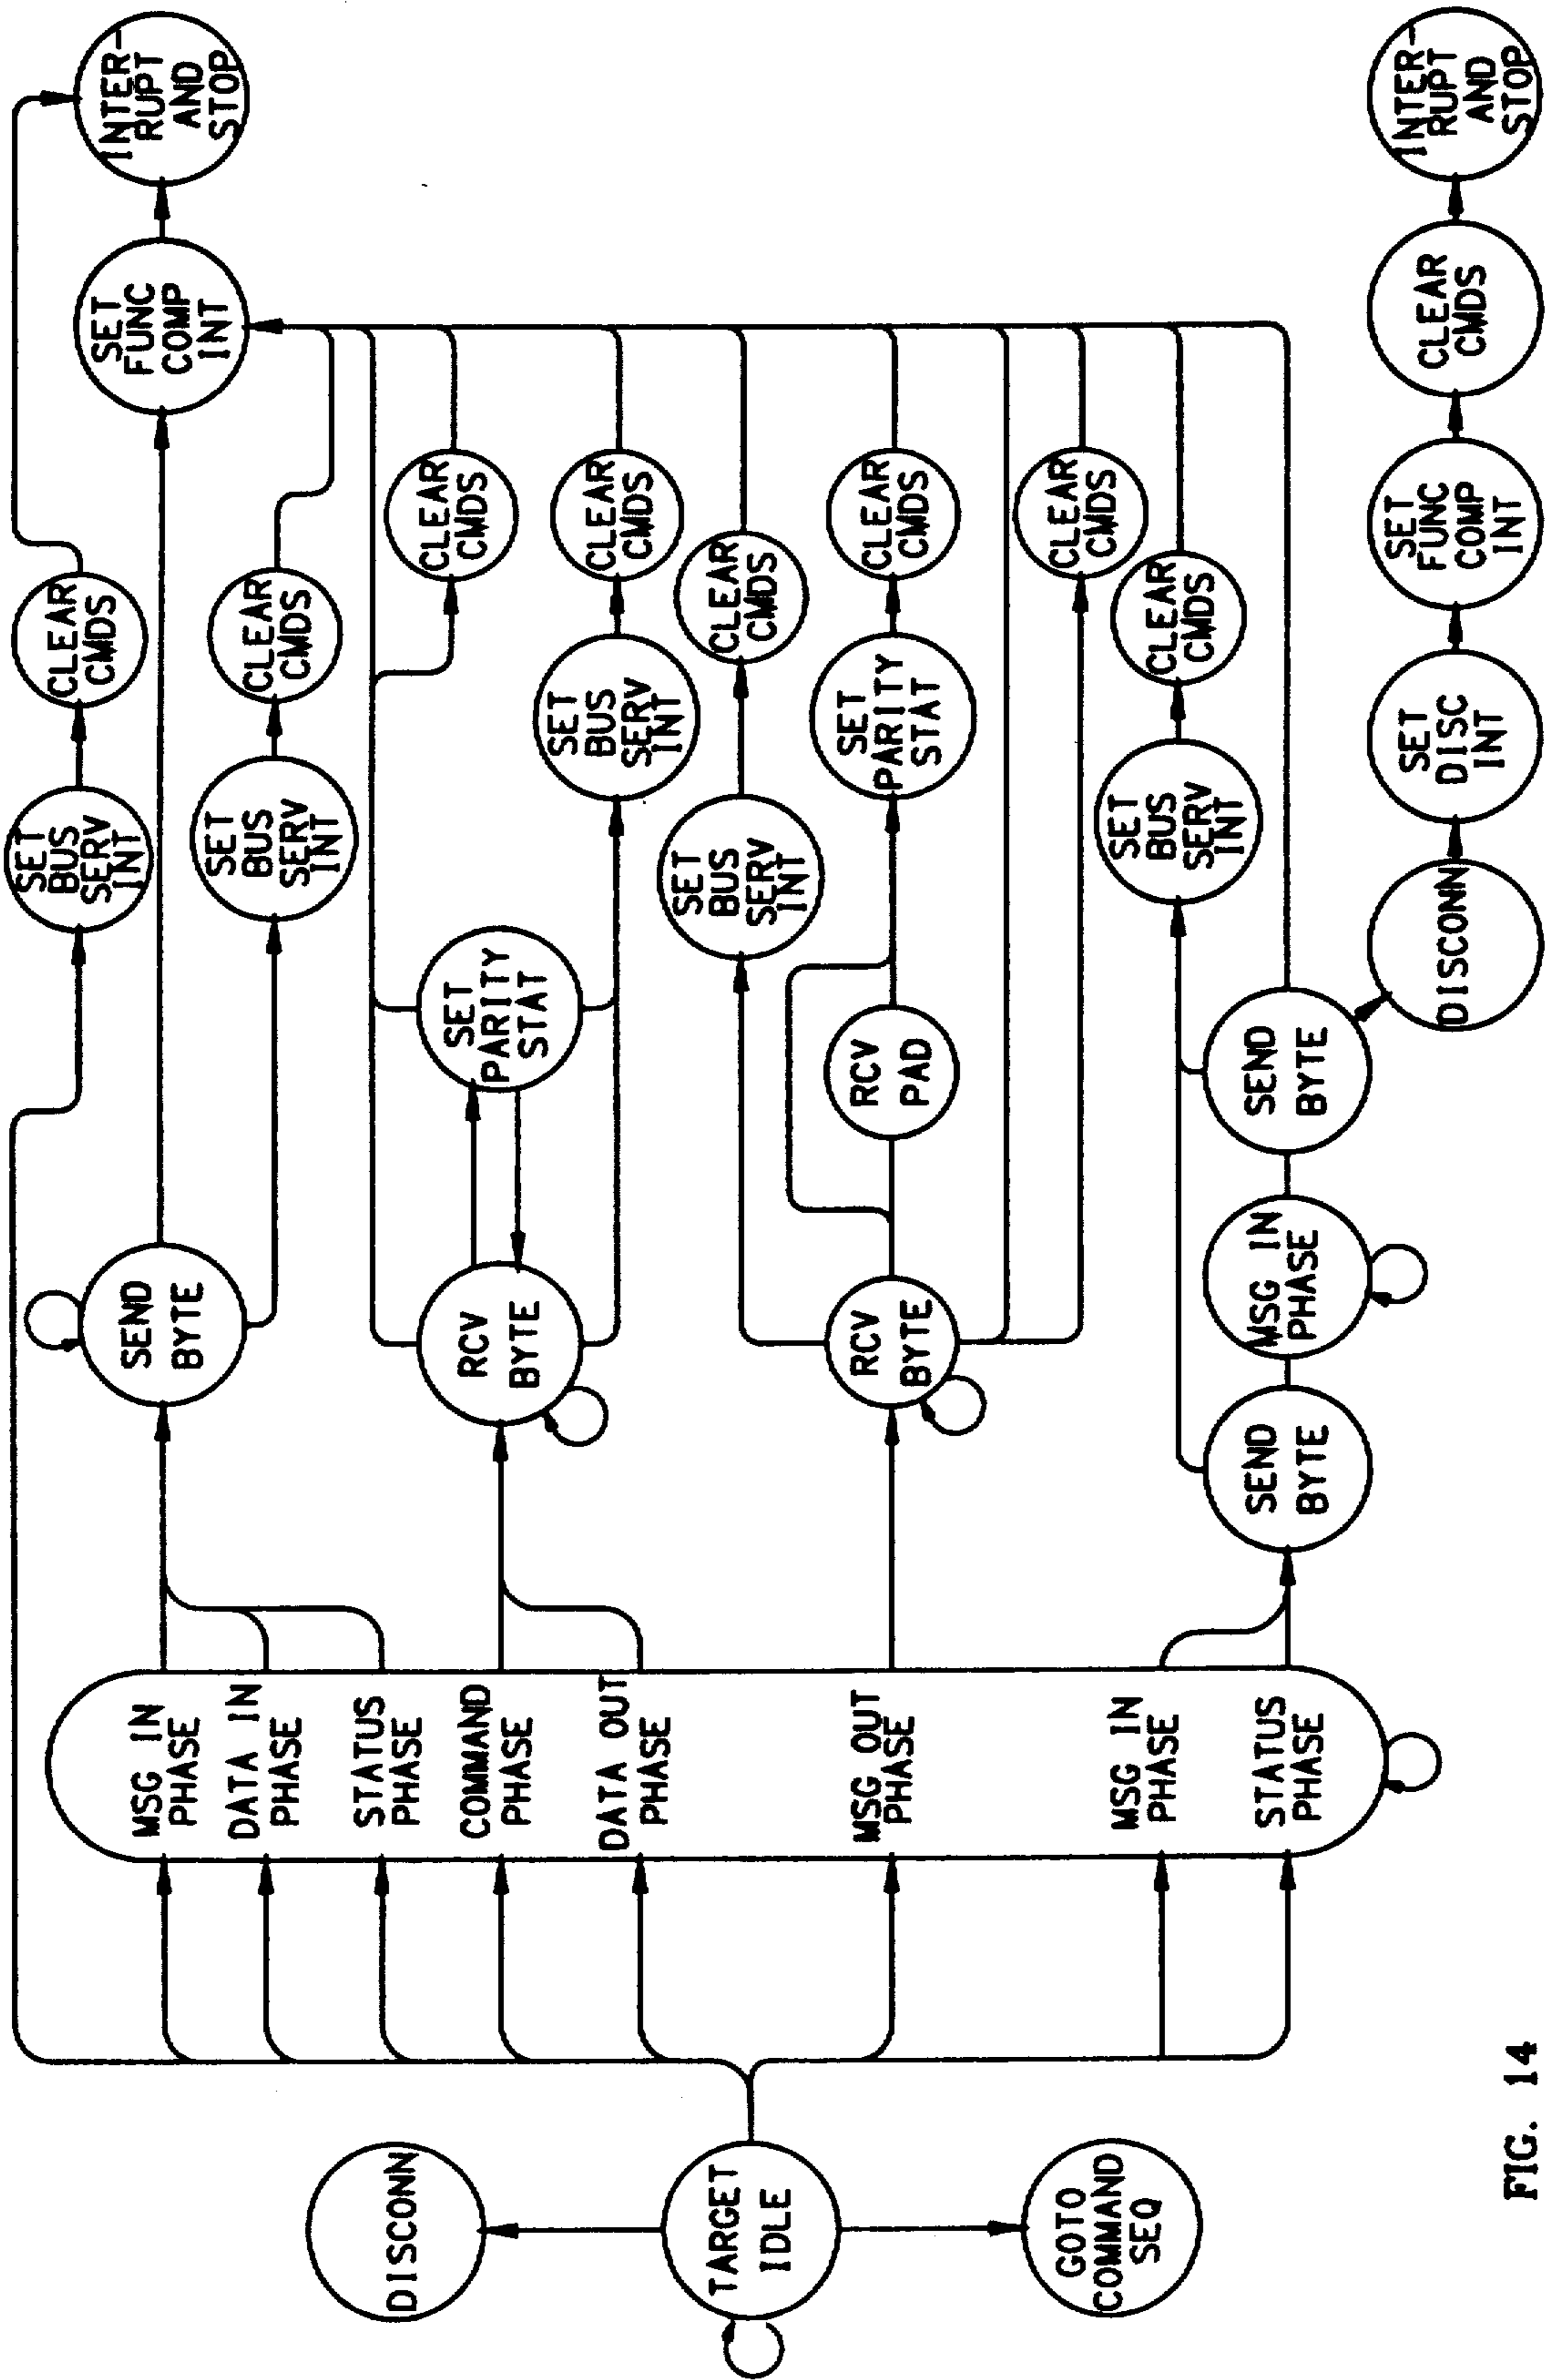 DISCONN
TARGET
IDLE
GOTO
COMMAND
SEQ
MSG IN
PHASE
DATA IN
PHASE
STATUS
PHASE
COMMAND
PHASE
DATA OUT
PHASE
MSG OUT
PHASE
MSG IN
PHASE
STATUS
PHASE
SET
BUS
SERV
INT
CLEAR
CMDS
INTER-
RUPT
AND
STOP
SEND
BYTE
SET
FUNC
COMP
INT
SET
BUS
SERV
INT
CLEAR
CMDS
RCV
BYTE
SET
PARITY
STAT
CLEAR
CMDS
SET
BUS
SERV
INT
CLEAR
CMDS
RCV
BYTE
SET
BUS
SERV
INT
CLEAR
CMDS
RCV
PAD
SET
PARITY
STAT
CLEAR
CMDS
CLEAR
CMDS
SEND
BYTE
MSG IN
PHASE
SEND
BYTE
SET
BUS
SERV
INT
CLEAR
CMDS
DISCONN
SET
DISC
INT
SET
FUNC
COMP
INT
CLEAR
CMDS
INTER-
RUPT
AND
STOP
FIG. 14